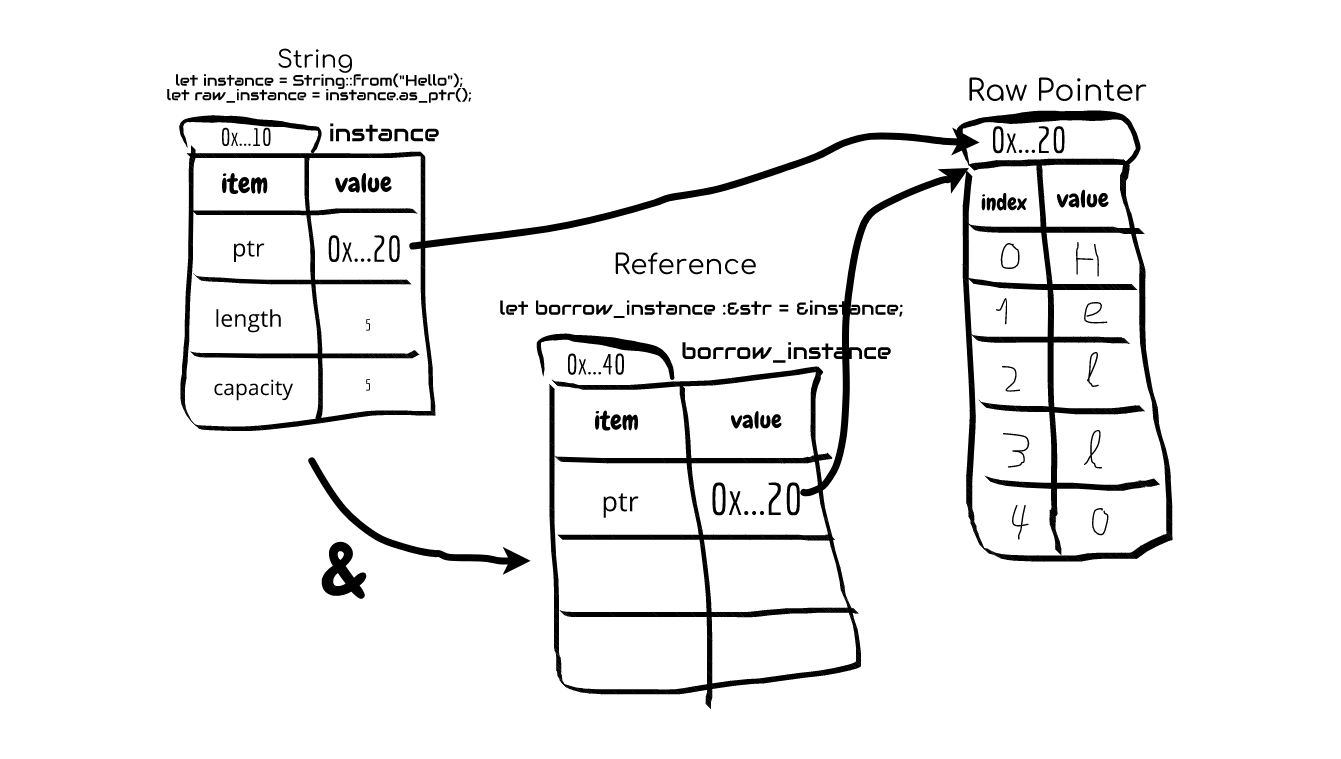 String
let instance = String::from("Hello");
let raw_instance = instance.as_ptr();
0x...10
instance
item value
ptr 0x...20
length 5
capacity 5
&
Reference
let borrow_instance :&str = &instance;
0x...40
borrow_instance
item value
ptr 0x...20
Raw Pointer
0x...20
index value
0 H
1 e
2 l
3 l
4 o